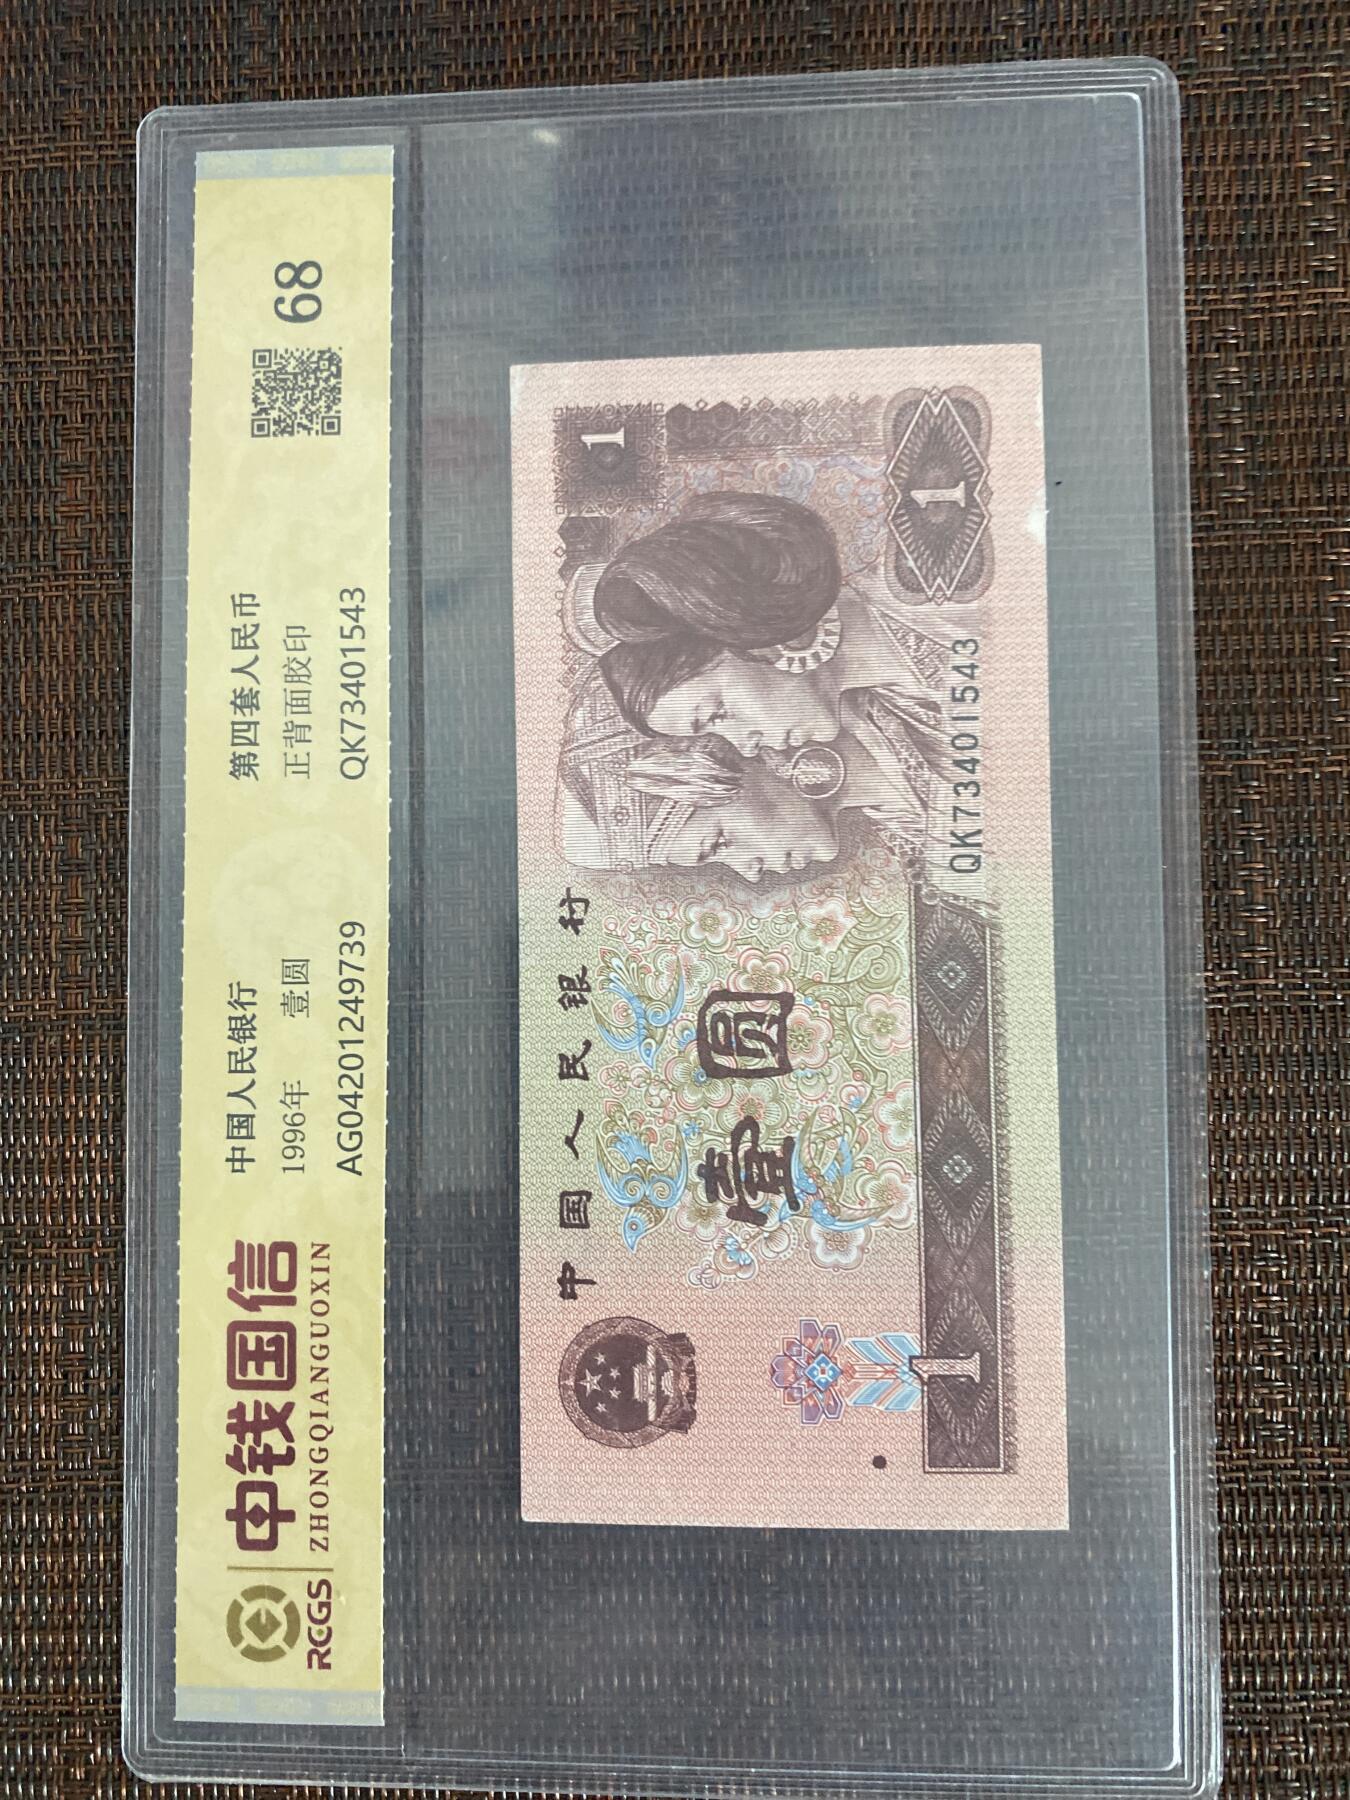 RCGS
中钱国信
ZHONGQIANGUOXIN
中国人民银行
1996年 壹圆
AG04201249739
第四套人民币
正背面胶印
QK73401543
68
中国人民银行
1
壹圆
1
QK73401543
1